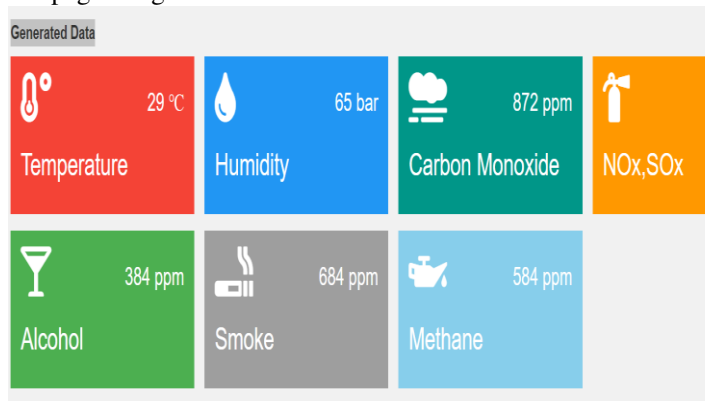 Generated Data
29 ℃
65 bar
872 ppm
Temperature
Humidity
Carbon Monoxide
NOx,SOx
384 ppm
684 ppm
584 ppm
Alcohol
Smoke
Methane